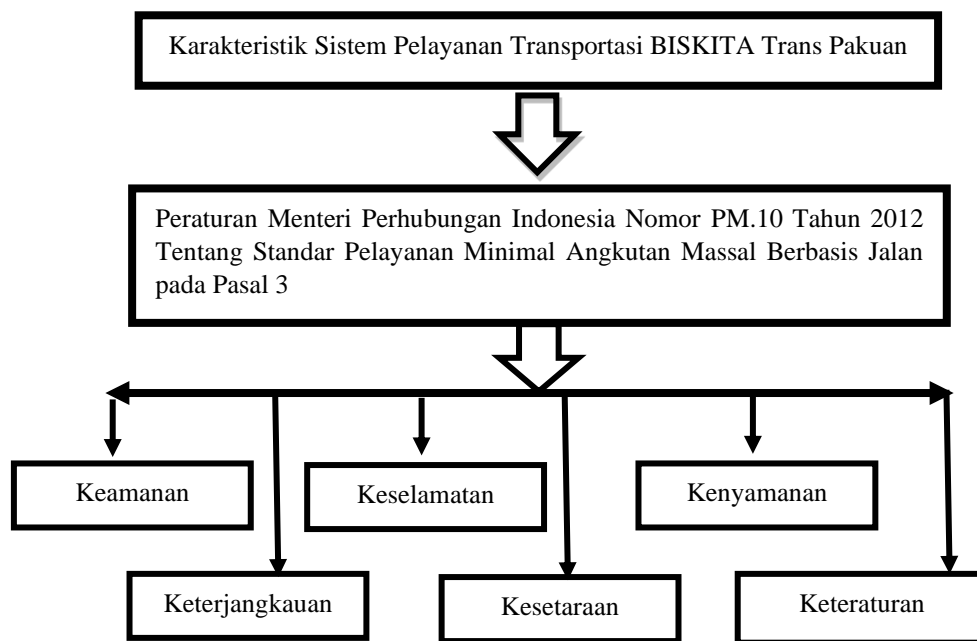 Karakteristik Sistem Pelayanan Transportasi BISKITA Trans Pakuan
Peraturan Menteri Perhubungan Indonesia Nomor PM.10 Tahun 2012
Tentang Standar Pelayanan Minimal Angkutan Massal Berbasis Jalan
pada Pasal 3
Keamanan
Keselamatan
Kenyamanan
Keterjangkauan
Kesetaraan
Keteraturan